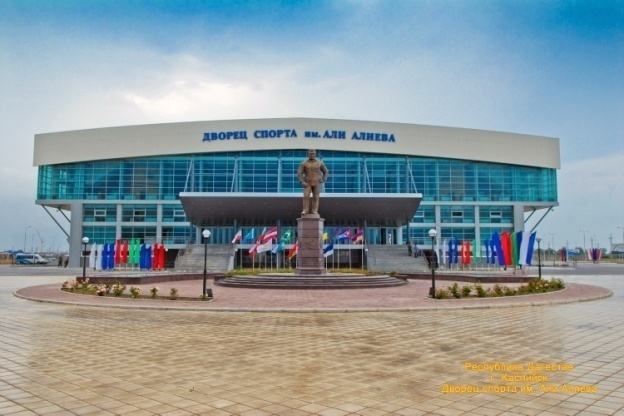 ДВОРЕЦ СПОРТА им. АЛИ АЛИЕВА
Республика Дагестан
г. Каспийск
Дворец спорта им. Али Алиева